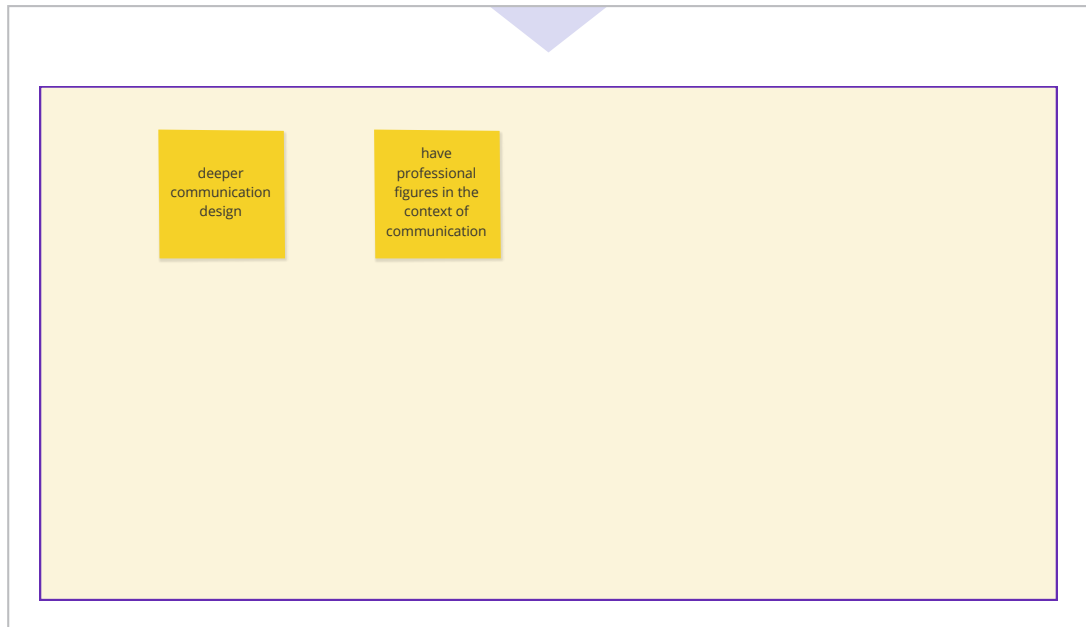 deeper
communication
design
have
professional
figures in the
context of
communication